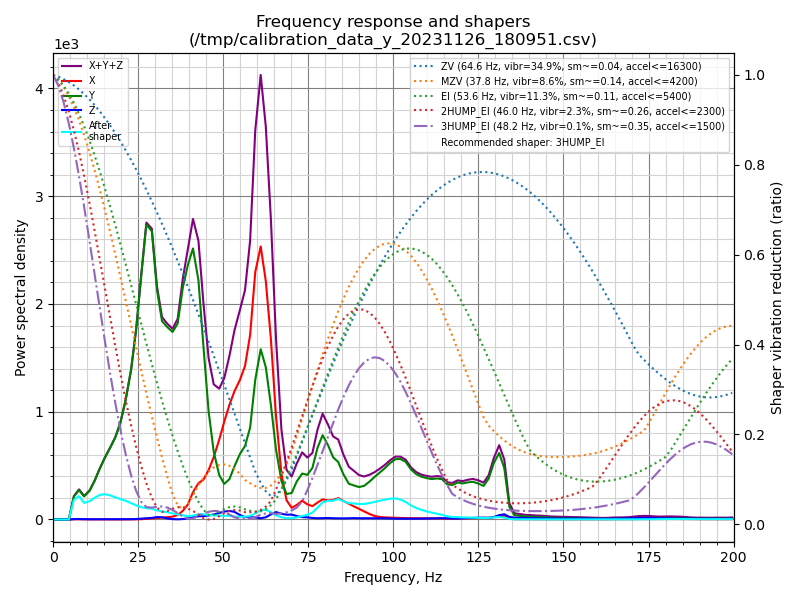 Frequency response and shapers
(/tmp/calibration_data_y_20231126_180951.csv)
1e3
X+Y+Z
X
Y
Z
After
shaper
ZV (64.6 Hz, vibr=34.9%, sm~=0.04, accel<=16300)
MZV (37.8 Hz, vibr=8.6%, sm~=0.14, accel<=4200)
EI (53.6 Hz, vibr=11.3%, sm~=0.11, accel<=5400)
2HUMP_EI (46.0 Hz, vibr=2.3%, sm~=0.26, accel<=2300)
3HUMP_EI (48.2 Hz, vibr=0.1%, sm~=0.35, accel<=1500)
Recommended shaper: 3HUMP_EI
Power spectral density
4
3
2
1
0
1.0
0.8
0.6
0.4
0.2
0.0
Shaper vibration reduction (ratio)
0 25 50 75 100 125 150 175 200
Frequency, Hz